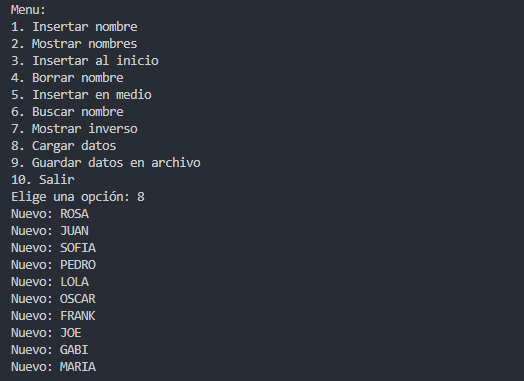 Menu:
1. Insertar nombre
2. Mostrar nombres
3. Insertar al inicio
4. Borrar nombre
5. Insertar en medio
6. Buscar nombre
7. Mostrar inverso
8. Cargar datos
9. Guardar datos en archivo
10. Salir
Elige una opción: 8
Nuevo: ROSA
Nuevo: JUAN
Nuevo: SOFIA
Nuevo: PEDRO
Nuevo: LOLA
Nuevo: OSCAR
Nuevo: FRANK
Nuevo: JOE
Nuevo: GABI
Nuevo: MARIA